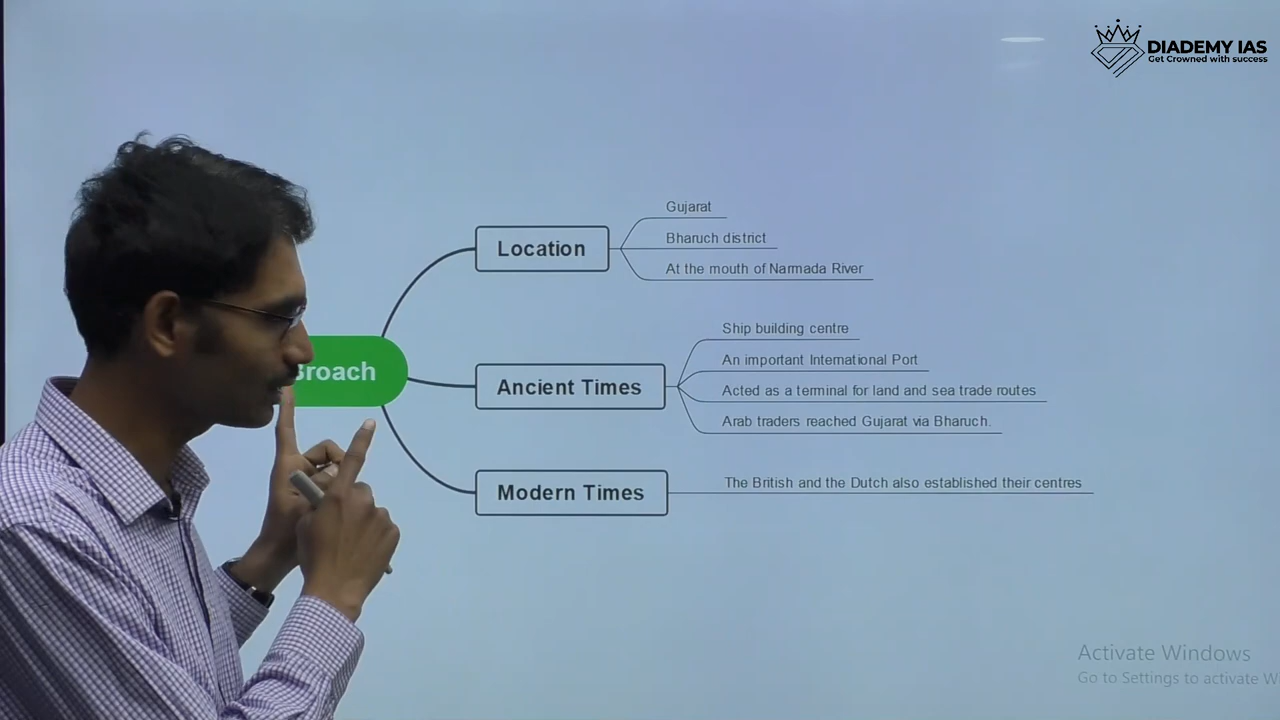 DIADEMY IAS
Get Crowned with success
Gujarat
Location
Bharuch district
At the mouth of Narmada River
Broach
Ship building centre
An important International Port
Ancient Times
Acted as a terminal for land and sea trade routes
Arab traders reached Gujarat via Bharuch.
Modern Times
The British and the Dutch also established their centres
Activate Windows
Go to Settings to activate W